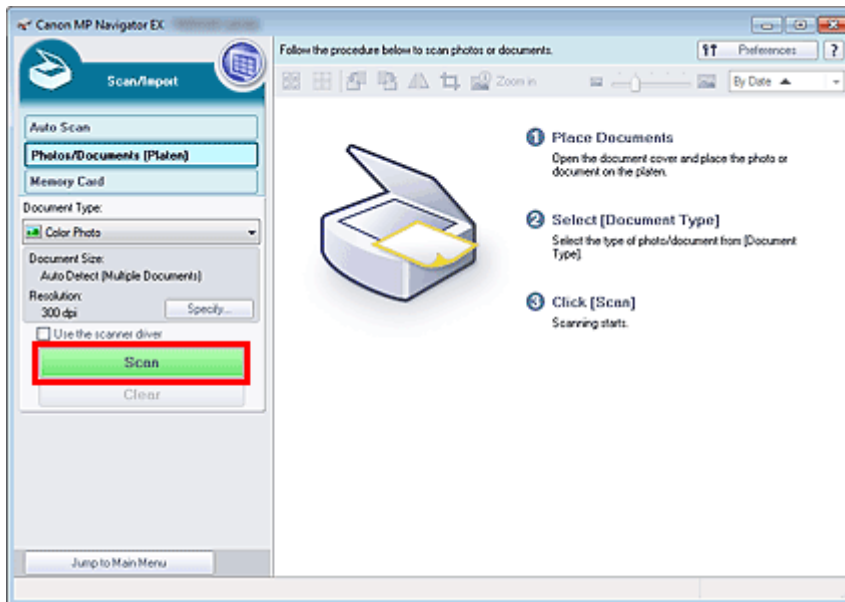 Canon MP Navigator EX
Follow the procedure below to scan photos or documents.
Preferences
?
Scan/Import
Zoom in
By Date
Auto Scan
Photos/Documents (Platen)
Memory Card
Document Type:
Color Photo
Document Size:
Auto Detect (Multiple Documents)
Resolution:
300 dpi
Specify...
Use the scanner driver
Scan
Clear
Jump to Main Menu
1 Place Documents
Open the document cover and place the photo or
document on the platen.
2 Select [Document Type]
Select the type of photo/document from [Document
Type].
3 Click [Scan]
Scanning starts.